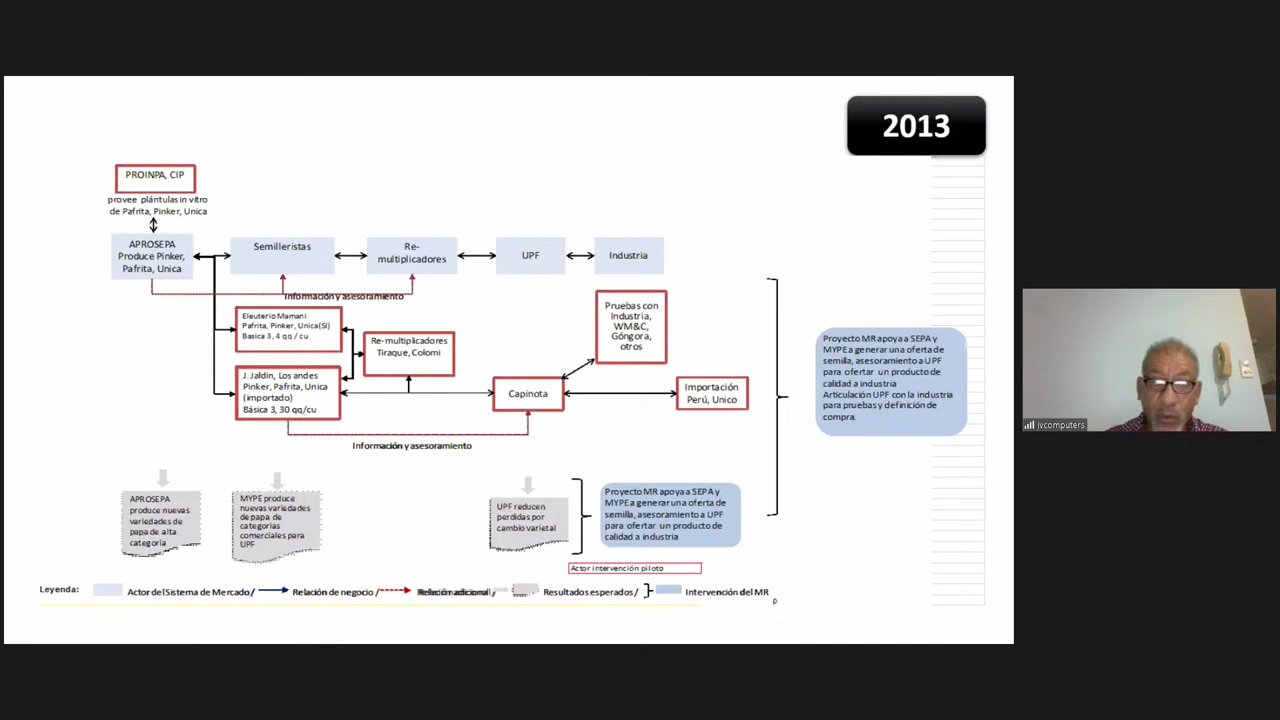 2013
PROINPA, CIP
provee plántulas in vitro
de Pafrita, Pinker, Unica
APROSEPA
Produce Pinker,
Pafrita, Unica
Semilleristas
Re-
multiplicadores
UPF
Industria
Información y asesoramiento
Eleuterio Mamani
Pafrita, Pinker, Unica(SI)
Basica 3, 4 qq / cu
Re-multiplicadores
Tiraque, Colomi
J. Jaldin, Los andes
Pinker, Pafrita, Unica
(importado)
Básica 3, 30 qq/cu
Pruebas con
Industria,
WM&C,
Góngora,
otros
Capinota
Importación
Perú, Unico
Información y asesoramiento
Proyecto MR apoya a SEPA y
MYPE a generar una oferta de
semilla, asesoramiento a UPF
para ofertar un producto de
calidad a industria
Articulación UPF con la industria
para pruebas y definición de
compra.
jvcomputers
APROSEPA
produce nuevas
variedades de
papa de alta
categoria
MYPE produce
nuevas variedades
de papa de
categorias
comerciales para
UPF
UPF reducen
perdidas por
cambio varietal
Proyecto MR apoya a SEPA y
MYPE a generar una oferta de
semilla, asesoramiento a UPF
para ofertar un producto de
calidad a industria
Actor intervención piloto
Leyenda: Actor del Sistema de Mercado / Relación de negocio / Relación adicional / Resultados esperados / Intervención del MR
p